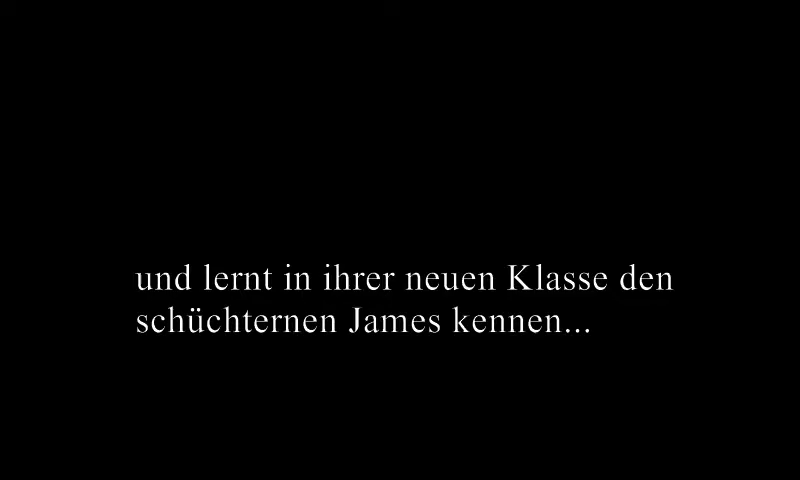 und lernt in ihrer neuen Klasse den
schüchternen James kennen...